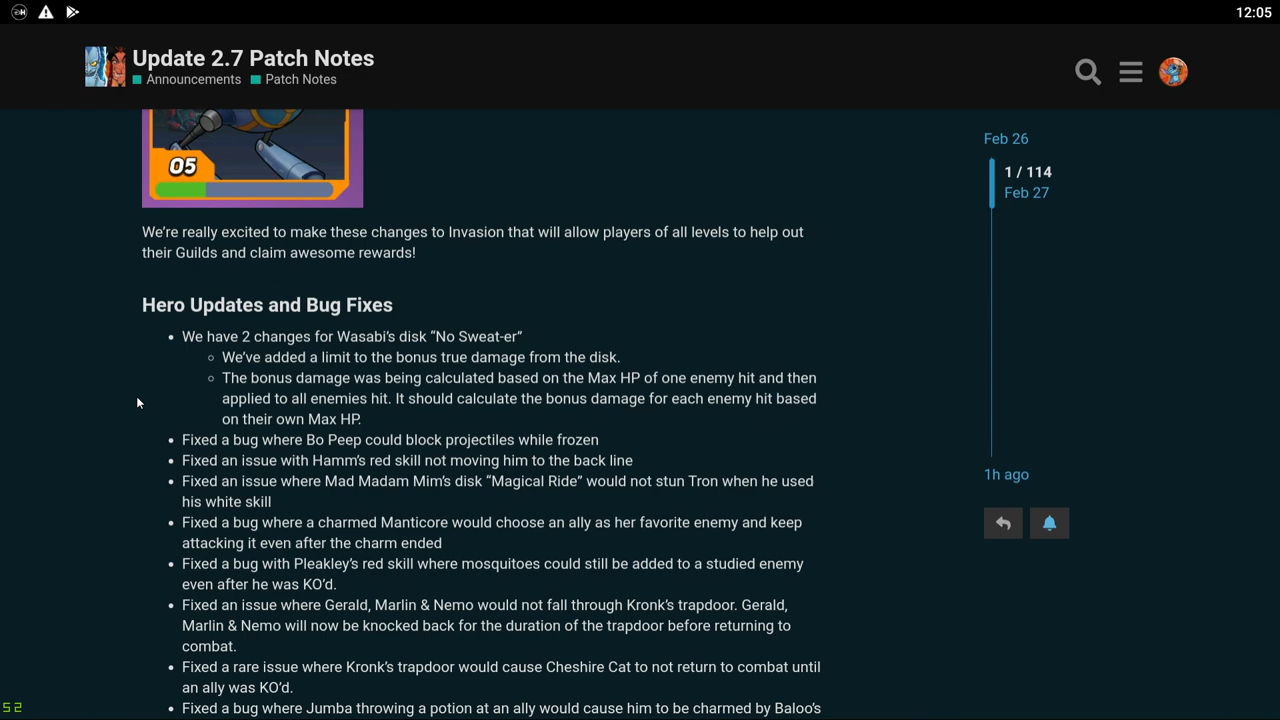 12:05
Update 2.7 Patch Notes
Announcements Patch Notes
05
Feb 26
1 / 114
Feb 27
We’re really excited to make these changes to Invasion that will allow players of all levels to help out
their Guilds and claim awesome rewards!
Hero Updates and Bug Fixes
We have 2 changes for Wasabi’s disk “No Sweat-er”
We’ve added a limit to the bonus true damage from the disk.
The bonus damage was being calculated based on the Max HP of one enemy hit and then
applied to all enemies hit. It should calculate the bonus damage for each enemy hit based
on their own Max HP.
Fixed a bug where Bo Peep could block projectiles while frozen
Fixed an issue with Hamm’s red skill not moving him to the back line
Fixed an issue where Mad Madam Mim’s disk “Magical Ride” would not stun Tron when he used
his white skill
Fixed a bug where a charmed Manticore would choose an ally as her favorite enemy and keep
attacking it even after the charm ended
Fixed a bug with Pleakley’s red skill where mosquitoes could still be added to a studied enemy
even after he was KO’d.
Fixed an issue where Gerald, Marlin & Nemo would not fall through Kronk’s trapdoor. Gerald,
Marlin & Nemo will now be knocked back for the duration of the trapdoor before returning to
combat.
Fixed a rare issue where Kronk’s trapdoor would cause Cheshire Cat to not return to combat until
an ally was KO’d.
Fixed a bug where Jumba throwing a potion at an ally would cause him to be charmed by Baloo’s
1h ago
52